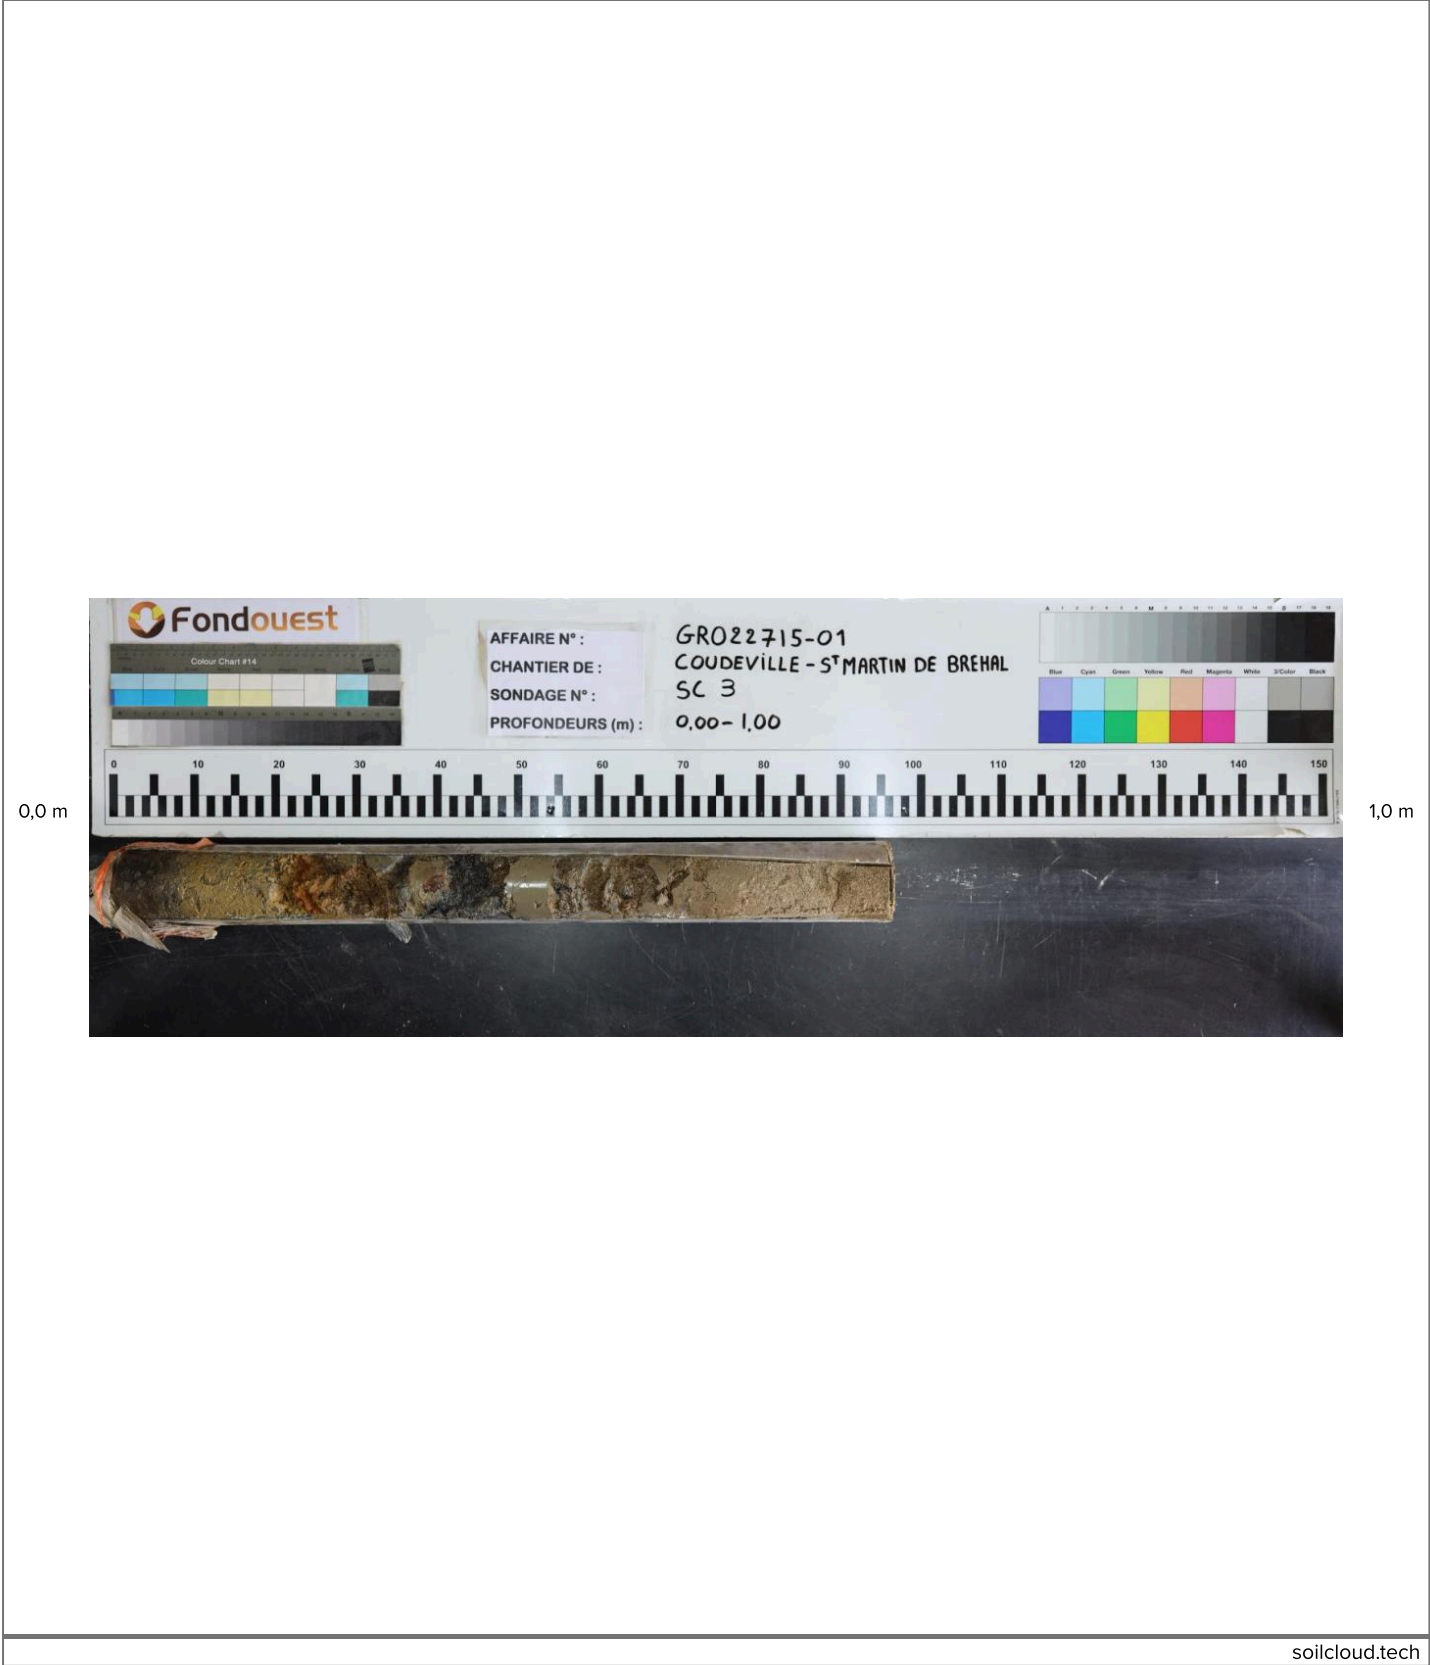 Fondouest
Colour Chart #14
AFFAIRE N° :
CHANTIER DE :
SONDAGE N° :
PROFONDEURS (m) :
GRO22715-01
COUDEVILLE - ST MARTIN DE BREHAL
SC 3
0,00 - 1,00
Blue Cyan Green Yellow Red Magenta White 3/Color Black
0 10 20 30 40 50 60 70 80 90 100 110 120 130 140 150
0,0 m
1,0 m
soilcloud.tech